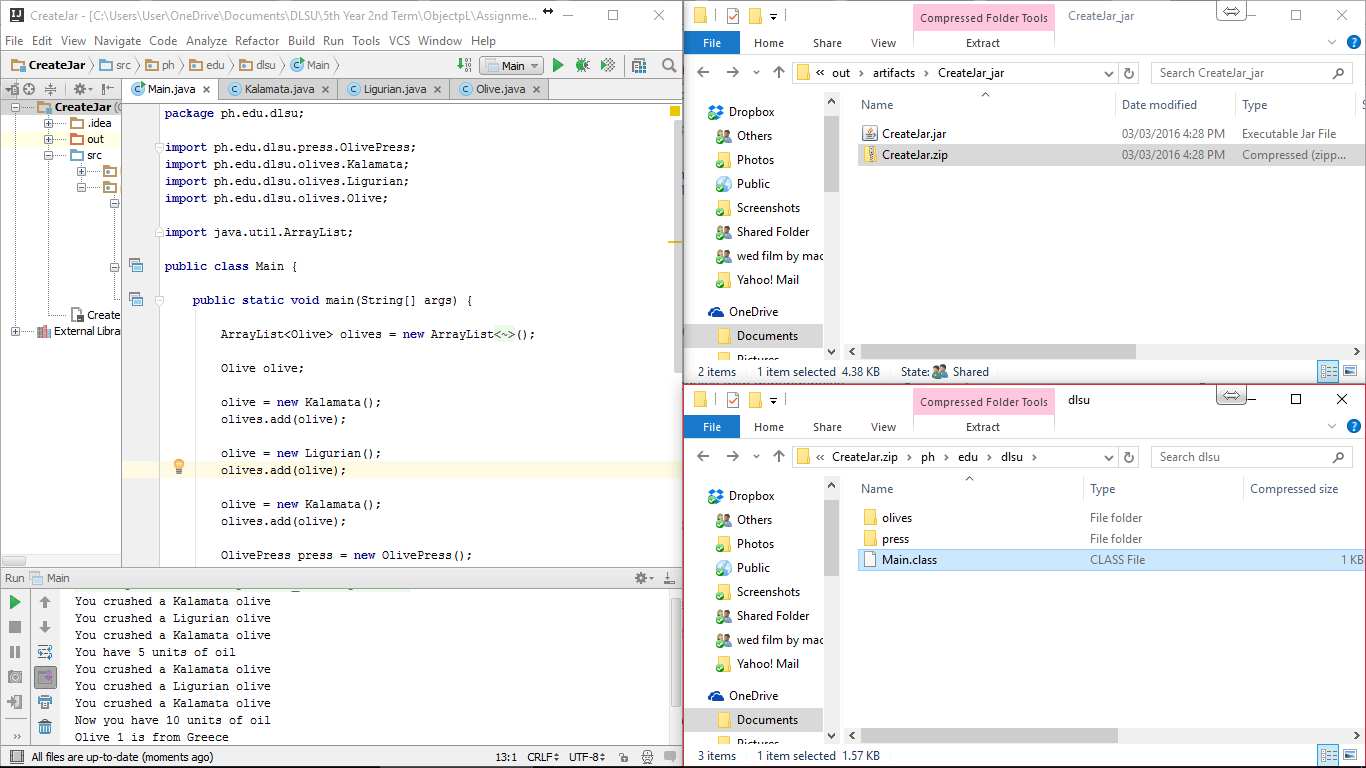 CreateJar - [C:\Users\User\OneDrive\Documents\DLSU\5th Year 2nd Term\ObjectpL\Assignme...
File Edit View Navigate Code Analyze Refactor Build Run Tools VCS Window Help
CreateJar src ph edu dlsu Main
Main
Main.java Kalamata.java Ligurian.java Olive.java
CreateJar (
.idea
out
src
Create
External Libra
package ph.edu.dlsu;
import ph.edu.dlsu.press.OlivePress;
import ph.edu.dlsu.olives.Kalamata;
import ph.edu.dlsu.olives.Ligurian;
import ph.edu.dlsu.olives.Olive;
import java.util.ArrayList;
public class Main {
public static void main(String[] args) {
ArrayList<Olive> olives = new ArrayList<~>();
Olive olive;
olive = new Kalamata();
olives.add(olive);
olive = new Ligurian();
olives.add(olive);
olive = new Kalamata();
olives.add(olive);
OlivePress press = new OlivePress();
Run Main
You crushed a Kalamata olive
You crushed a Ligurian olive
You crushed a Kalamata olive
You have 5 units of oil
You crushed a Kalamata olive
You crushed a Ligurian olive
You crushed a Kalamata olive
Now you have 10 units of oil
Olive 1 is from Greece
All files are up-to-date (moments ago)
13:1 CRLF UTF-8
Compressed Folder Tools CreateJar_jar
File Home Share View Extract
« out artifacts CreateJar_jar
Search CreateJar_jar
Dropbox
Others
Photos
Public
Screenshots
Shared Folder
wed film by mac
Yahoo! Mail
OneDrive
Documents
Pictures
Name Date modified Type
CreateJar.jar 03/03/2016 4:28 PM Executable Jar File
CreateJar.zip 03/03/2016 4:28 PM Compressed (zipp...
2 items 1 item selected 4.38 KB State: Shared
Compressed Folder Tools dlsu
File Home Share View Extract
« CreateJar.zip ph edu dlsu
Search dlsu
Dropbox
Others
Photos
Public
Screenshots
Shared Folder
wed film by mac
Yahoo! Mail
OneDrive
Documents
Pictures
Name Type Compressed size
olives File folder
press File folder
Main.class CLASS File 1 KB
3 items 1 item selected 1.57 KB